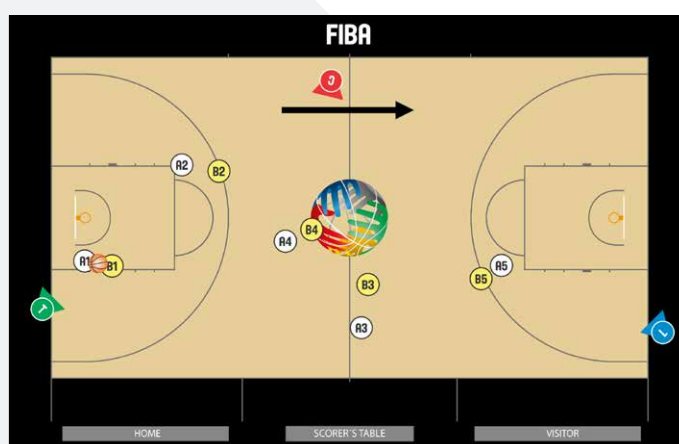 FIBA
C
A2
B2
B4
A4
A1
B1
A5
B5
B3
A3
T
L
HOME
SCORER'S TABLE
VISITOR